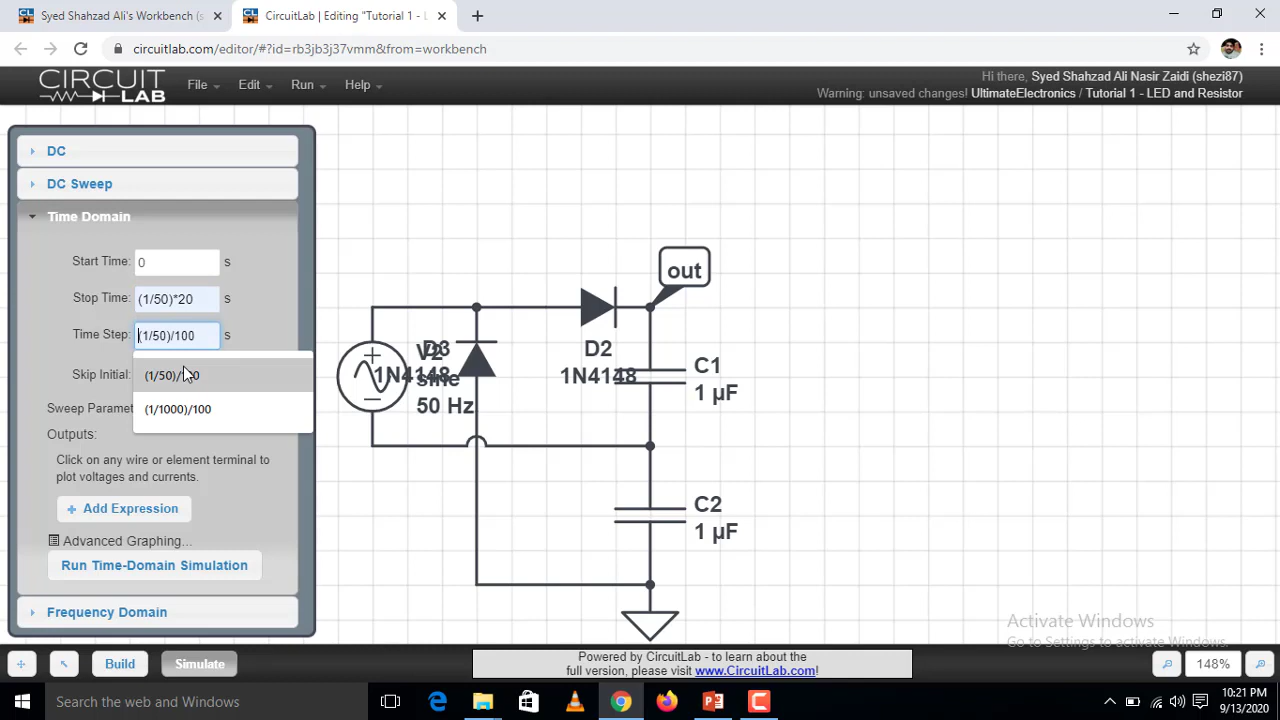 Syed Shahzad Ali's Workbench (s
CircuitLab | Editing "Tutorial 1 - L
circuitlab.com/editor/#?id=rb3jb3j37vmm&from=workbench
CIRCUIT
LAB
File
Edit
Run
Help
Hi there, Syed Shahzad Ali Nasir Zaidi (shezi87)
Warning: unsaved changes! UltimateElectronics / Tutorial 1 - LED and Resistor
DC
DC Sweep
Time Domain
Start Time: 0 s
Stop Time: (1/50)*20 s
Time Step: (1/50)/100 s
Skip Initial:
(1/1000)/100
Sweep Paramet
Outputs:
Click on any wire or element terminal to
plot voltages and currents.
+ Add Expression
Advanced Graphing...
Run Time-Domain Simulation
Frequency Domain
out
V2
sine
50 Hz
D3
1N4148
D2
1N4148
C1
1 µF
C2
1 µF
Activate Windows
Go to Settings to activate Windows.
Build
Simulate
Powered by CircuitLab - to learn about the
full version, please visit www.CircuitLab.com!
148%
Search the web and Windows
10:21 PM
9/13/2020